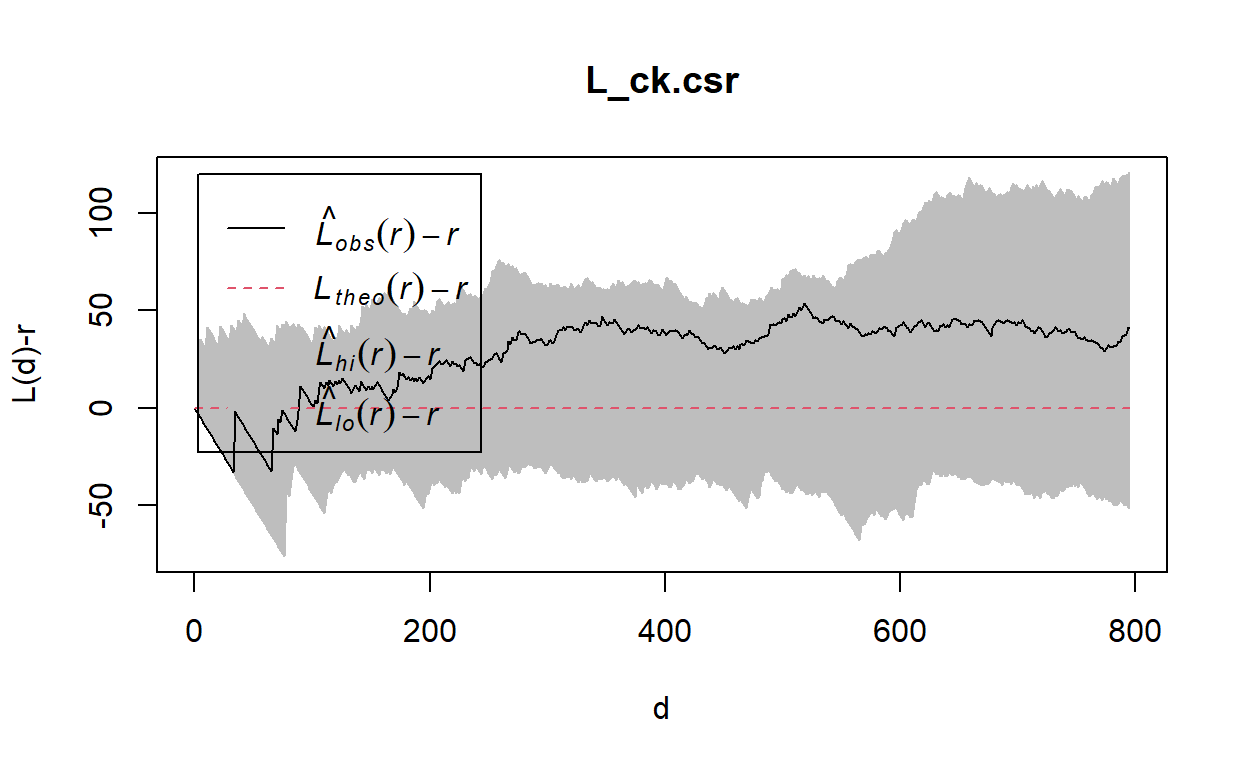 L_ck.csr
L(d)-r
100
50
0
-50
L̂obs(r) − r
Ltheo(r) − r
L̂hi(r) − r
L̂lo(r) − r
0 200 400 600 800
d